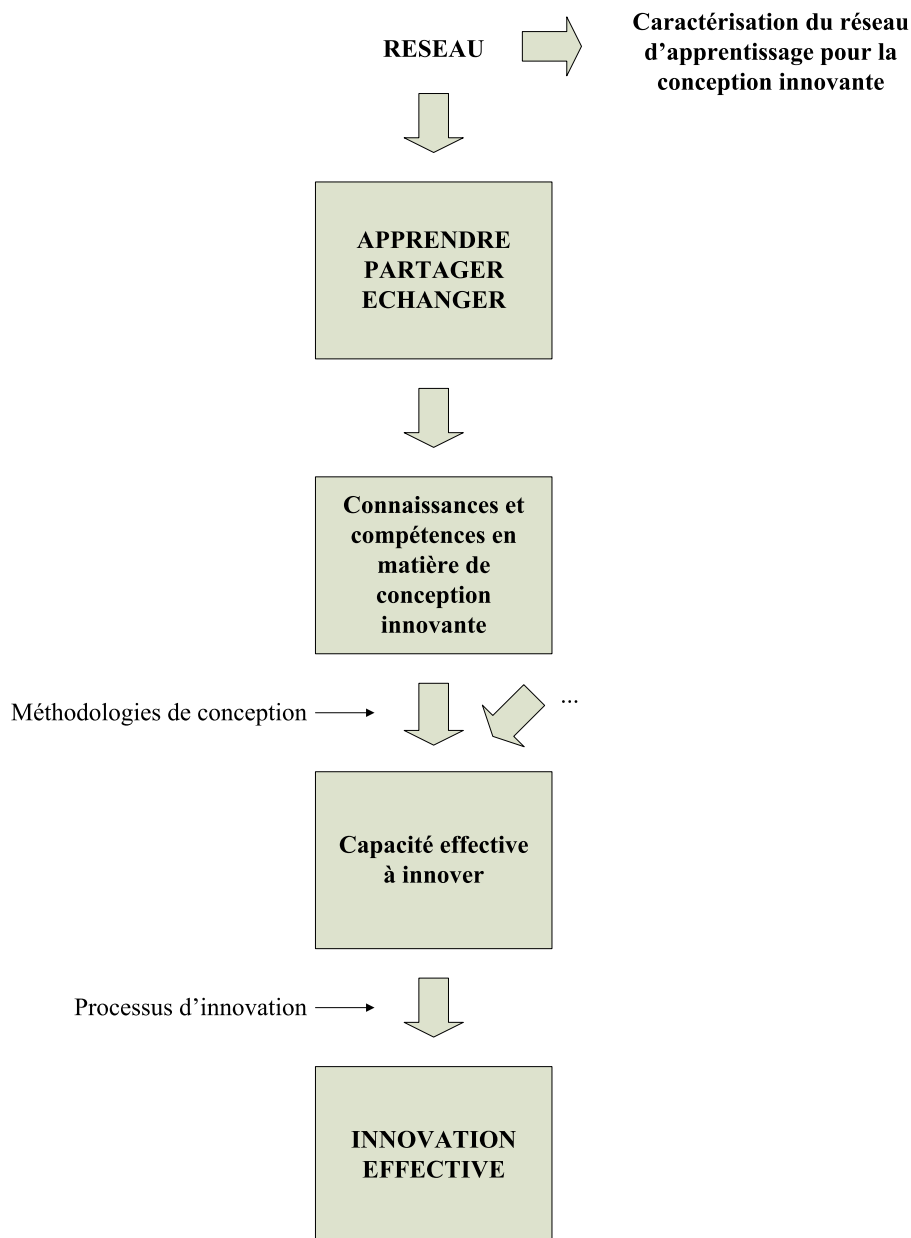 RESEAU
Caractérisation du réseau
d’apprentissage pour la
conception innovante
APPRENDRE
PARTAGER
ECHANGER
Connaissances et
compétences en
matière de
conception
innovante
Méthodologies de conception
...
Capacité effective
à innover
Processus d’innovation
INNOVATION
EFFECTIVE